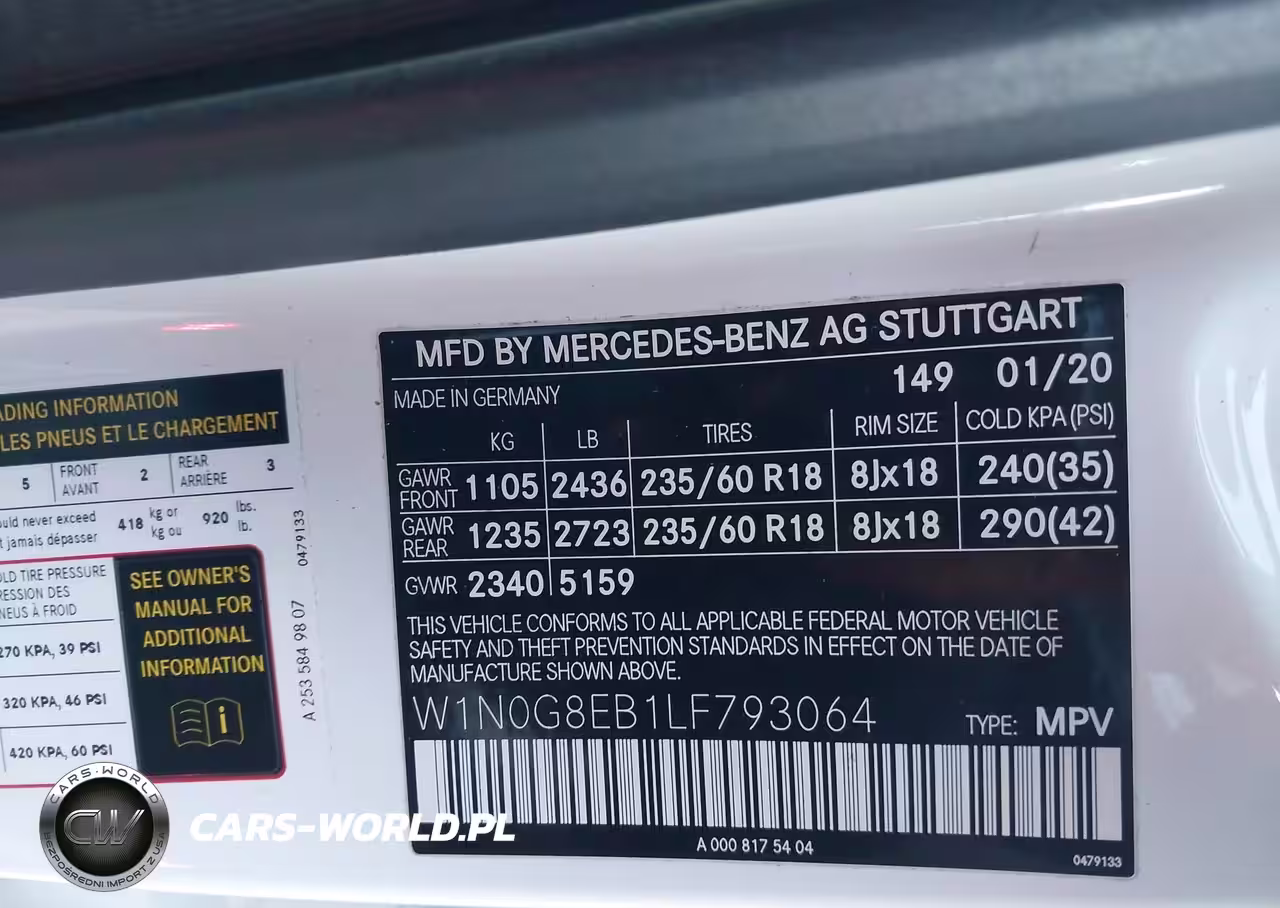 ADING INFORMATION
LES PNEUS ET LE CHARGEMENT
5 FRONT AVANT 2 REAR ARRIÈRE 3
ould never exceed
t jamais dépasser
418 kg or kg ou 920 lbs. lb.
OLD TIRE PRESSURE
RESSION DES
NEUS À FROID
270 KPA, 39 PSI
320 KPA, 46 PSI
420 KPA, 60 PSI
SEE OWNER'S
MANUAL FOR
ADDITIONAL
INFORMATION
i
A 253 584 98 07 0479133
MFD BY MERCEDES-BENZ AG STUTTGART
MADE IN GERMANY 149 01/20
KG LB TIRES RIM SIZE COLD KPA (PSI)
GAWR FRONT 1105 2436 235/60 R18 8Jx18 240(35)
GAWR REAR 1235 2723 235/60 R18 8Jx18 290(42)
GVWR 2340 5159
THIS VEHICLE CONFORMS TO ALL APPLICABLE FEDERAL MOTOR VEHICLE
SAFETY AND THEFT PREVENTION STANDARDS IN EFFECT ON THE DATE OF
MANUFACTURE SHOWN ABOVE.
W1N0G8EB1LF793064 TYPE: MPV
A 000 817 54 04
0479133
CARS-WORLD
CW
BEZPOŚREDNI IMPORT Z USA
CARS-WORLD.PL